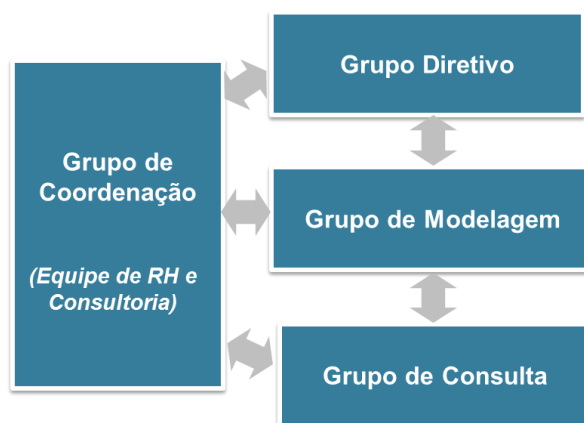 Grupo Diretivo
Grupo de
Coordenação
(Equipe de RH e
Consultoria)
Grupo de Modelagem
Grupo de Consulta